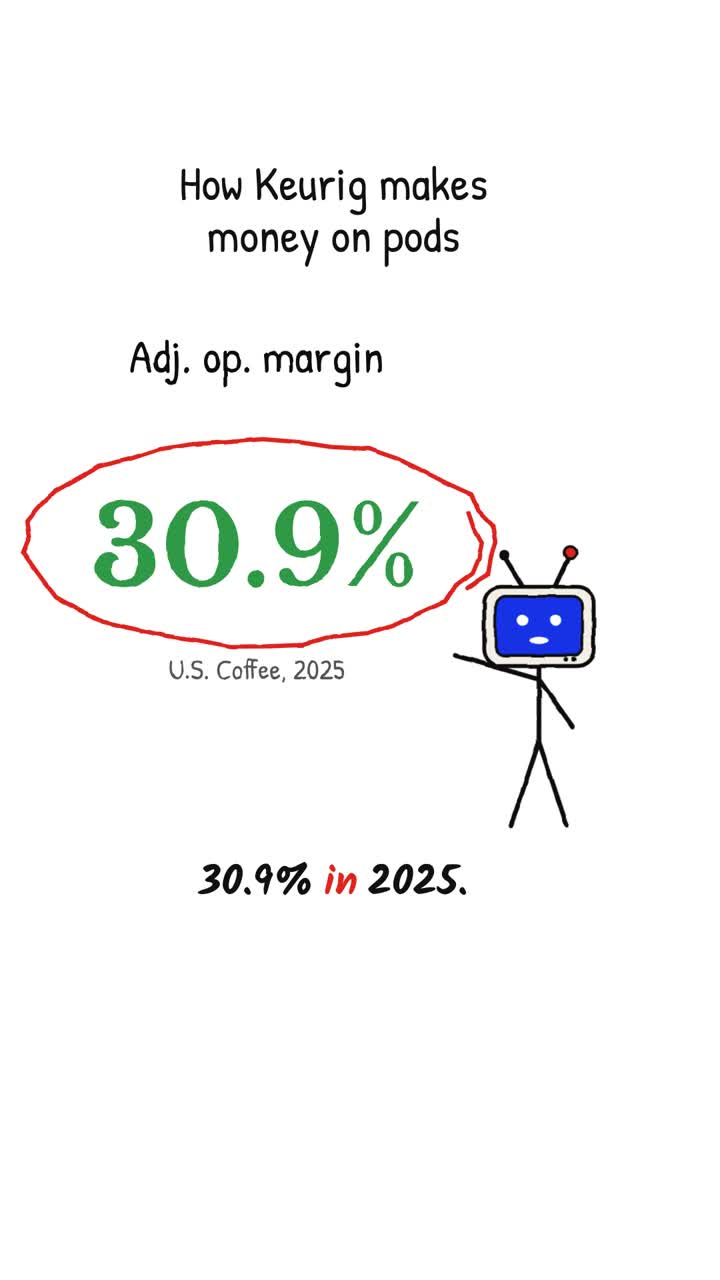 How Keurig makes
money on pods
Adj. op. margin
30.9%
U.S. Coffee, 2025
30.9% in 2025.